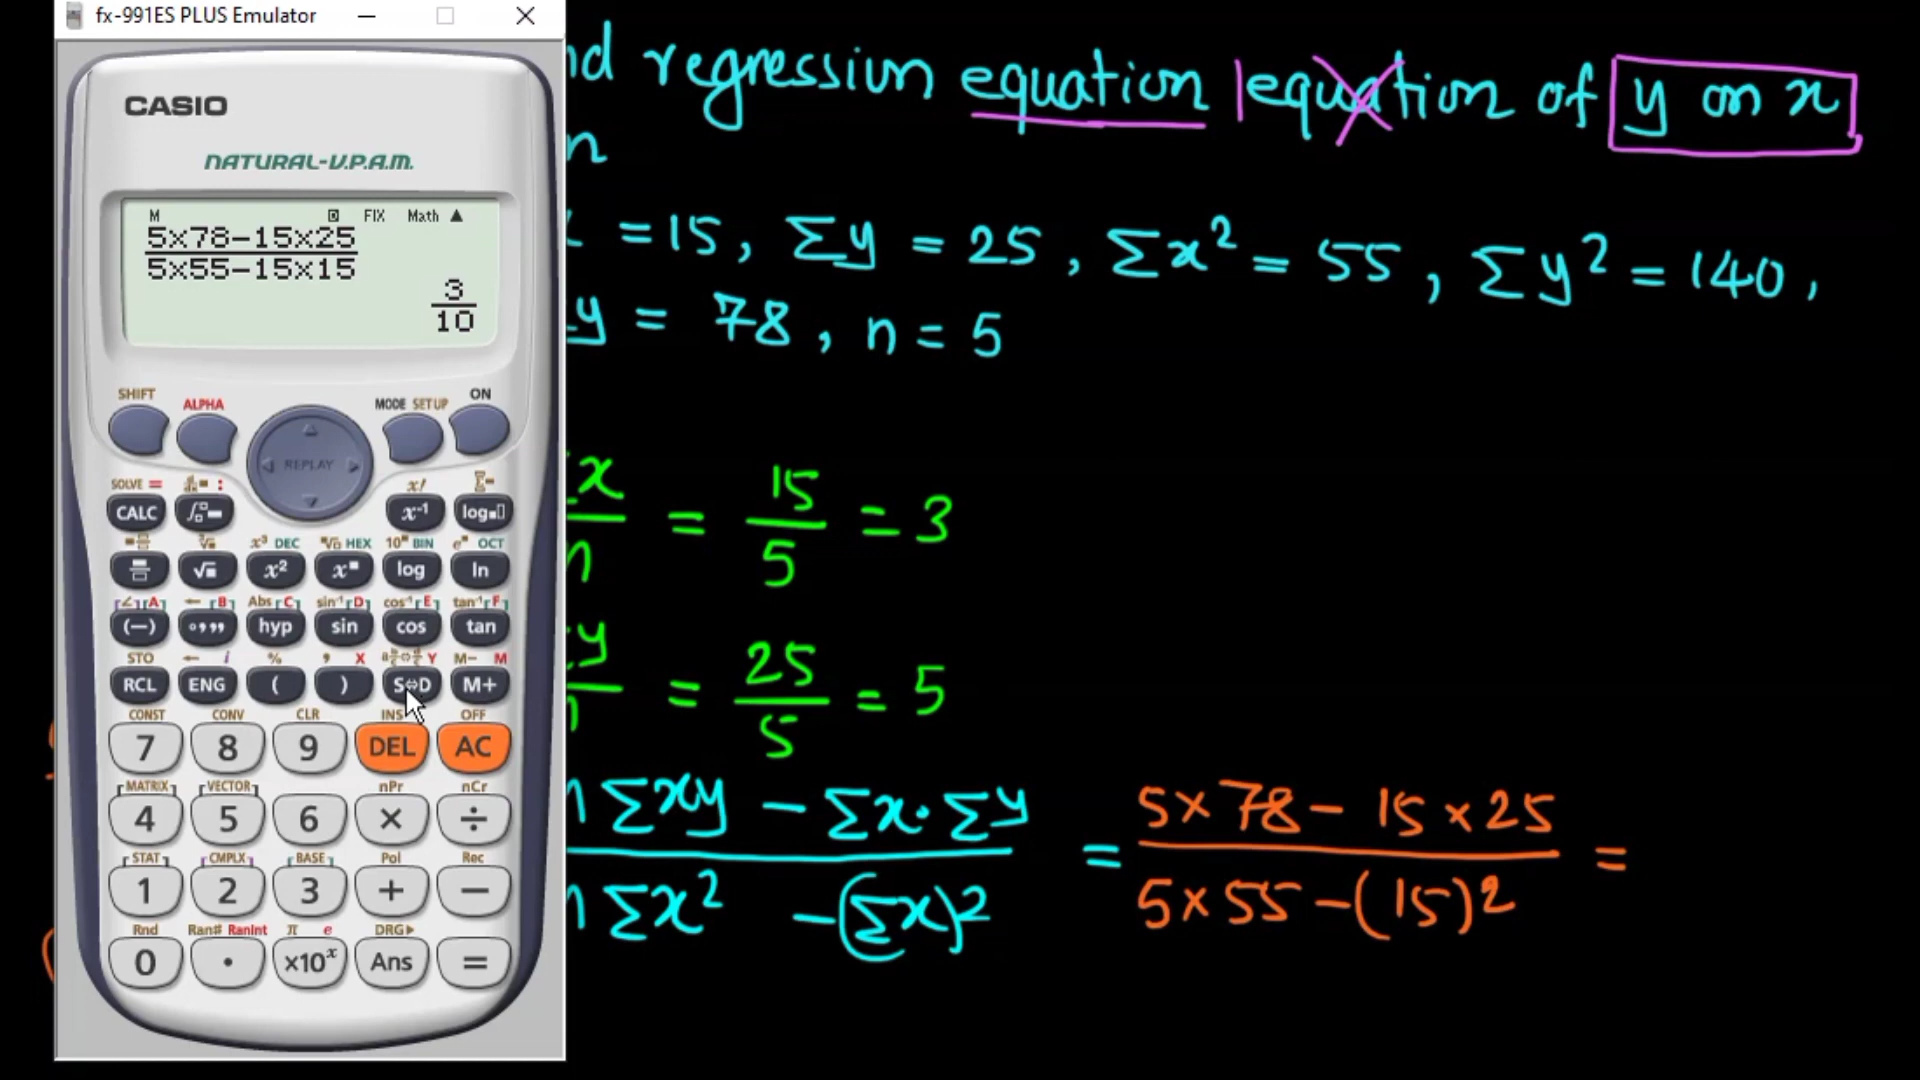 fx-991ES PLUS Emulator
CASIO
NATURAL-V.P.A.M.
M D FIX Math ▲
5×78−15×25
5×55−15×15
3
10
SHIFT ALPHA MODE SETUP ON
REPLAY
SOLVE = : x! Σ
CALC x⁻¹ log
x³ DEC HEX 10 BIN e OCT
x² x log ln
A B Abs C sin⁻¹ D cos⁻¹ E tan⁻¹ F
(−) hyp sin cos tan
STO ← i % , X Y M− M
RCL ENG ( ) S⇔D M+
CONST CONV CLR INS OFF
7 8 9 DEL AC
MATRIX VECTOR nPr nCr
4 5 6 × ÷
STAT CMPLX BASE Pol Rec
1 2 3 + −
Rnd Ran# RanInt π e DRG▶
0 . ×10ˣ Ans =
nd regression equation equation of y on x
n
= 15, Σy = 25, Σx² = 55, Σy² = 140,
y = 78, n = 5
x/n = 15/5 = 3
y = 25/5 = 5
n Σxy − Σx·Σy = 5×78 − 15×25 =
n Σx² − (Σx)² 5×55 − (15)²